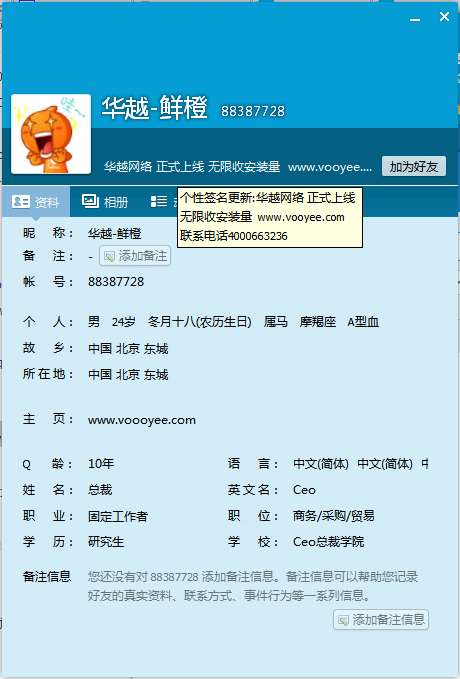 哇~
华越-鲜橙 88387728
华越网络 正式上线 无限收安装量 www.vooyee.... 加为好友
资料 相册
个性签名更新:华越网络 正式上线
无限收安装量 www.vooyee.com
联系电话4000663236
昵 称： 华越-鲜橙
备 注： - 添加备注
帐 号： 88387728
个 人： 男 24岁 冬月十八(农历生日) 属马 摩羯座 A型血
故 乡： 中国 北京 东城
所在地： 中国 北京 东城
主 页： www.voooyee.com
Q 龄： 10年 语 言： 中文(简体) 中文(简体) 中
姓 名： 总裁 英文名： Ceo
职 业： 固定工作者 职 位： 商务/采购/贸易
学 历： 研究生 学 校： Ceo总裁学院
备注信息 您还没有对 88387728 添加备注信息。备注信息可以帮助您记录
好友的真实资料、联系方式、事件行为等一系列信息。
添加备注信息